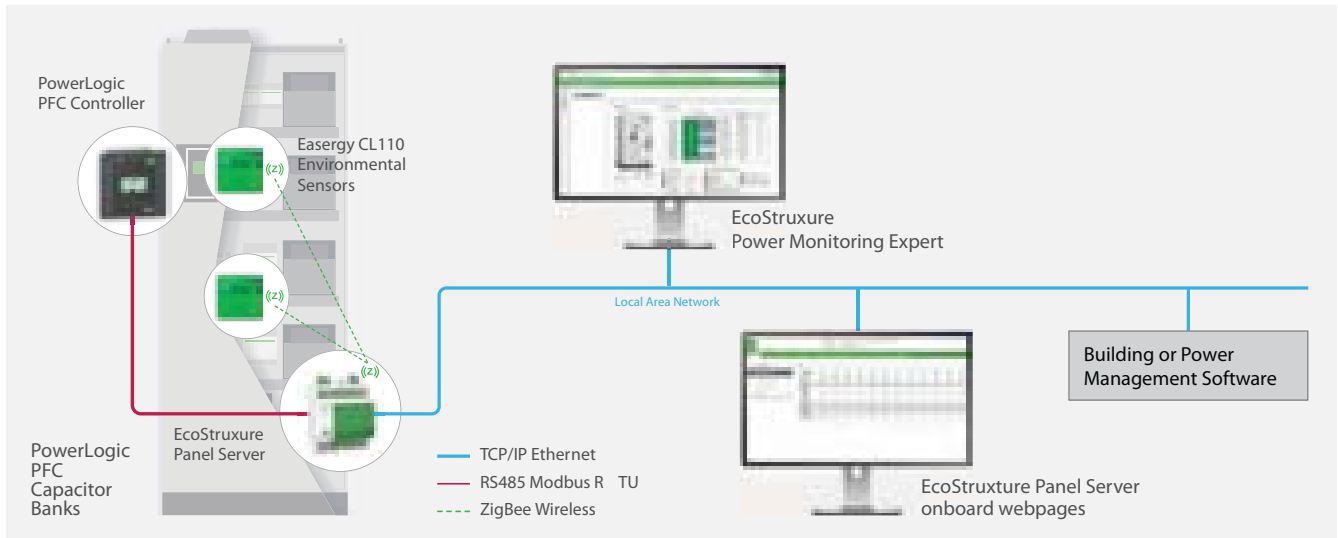 PowerLogic
PFC Controller
Easergy CL110
Environmental
Sensors
((z))
((z))
((z))
EcoStruxure
Panel Server
PowerLogic
PFC
Capacitor
Banks
EcoStruxure
Power Monitoring Expert
Local Area Network
Building or Power
Management Software
EcoStruxture Panel Server
onboard webpages
TCP/IP Ethernet
RS485 Modbus R TU
ZigBee Wireless